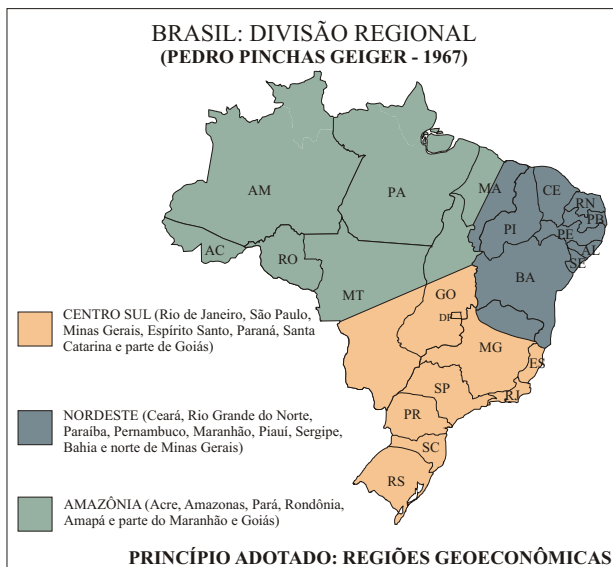 BRASIL: DIVISÃO REGIONAL
(PEDRO PINCHAS GEIGER - 1967)
AM
PA
MA
CE
RN
PB
PI
PE
AL
SE
AC
RO
BA
MT
GO
DF
MG
ES
SP
RJ
PR
SC
RS
CENTRO SUL (Rio de Janeiro, São Paulo,
Minas Gerais, Espírito Santo, Paraná, Santa
Catarina e parte de Goiás)
NORDESTE (Ceará, Rio Grande do Norte,
Paraíba, Pernambuco, Maranhão, Piauí, Sergipe,
Bahia e norte de Minas Gerais)
AMAZÔNIA (Acre, Amazonas, Pará, Rondônia,
Amapá e parte do Maranhão e Goiás)
PRINCÍPIO ADOTADO: REGIÕES GEOECONÔMICAS